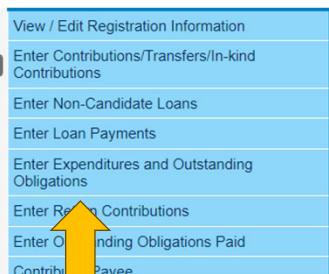 View / Edit Registration Information
Enter Contributions/Transfers/In-kind
Contributions
Enter Non-Candidate Loans
Enter Loan Payments
Enter Expenditures and Outstanding
Obligations
Enter Contributions
Enter Obligations Paid
Payee